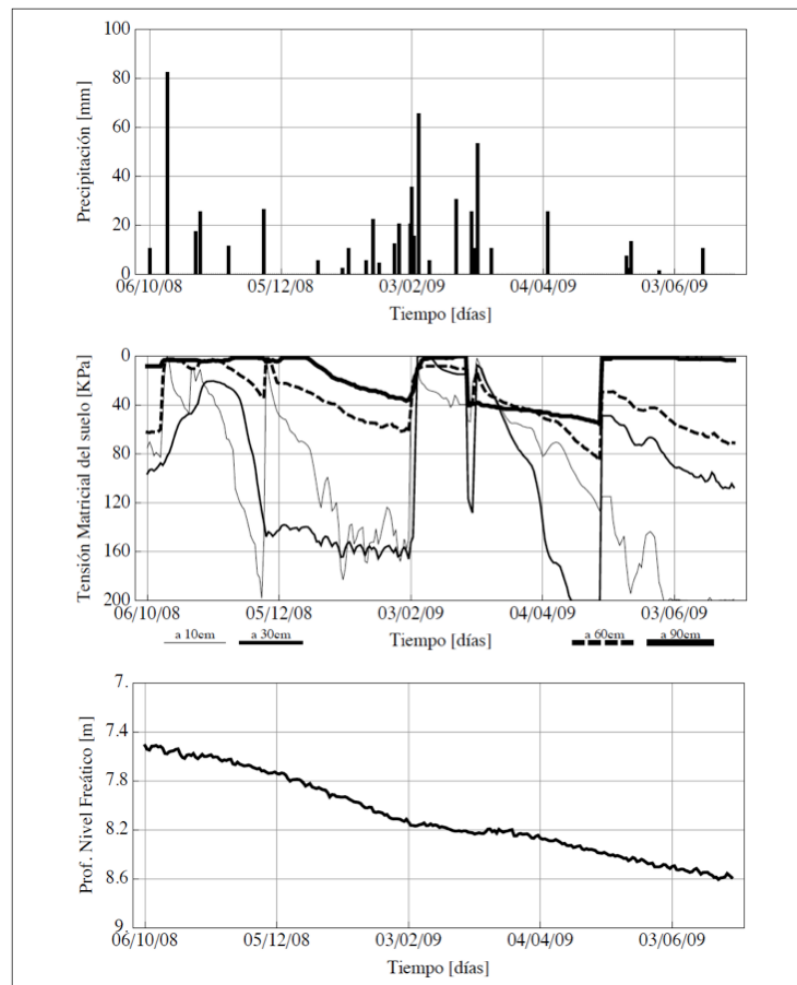 100
80
60
40
20
0
Precipitación [mm]
06/10/08 05/12/08 03/02/09 04/04/09 03/06/09
Tiempo [días]
0
40
80
120
160
200
Tensión Matricial del suelo [KPa]
06/10/08 05/12/08 03/02/09 04/04/09 03/06/09
a 10cm a 30cm Tiempo [días] a 60cm a 90cm
7.
7.4
7.8
8.2
8.6
9.
Prof. Nivel Freático [m]
06/10/08 05/12/08 03/02/09 04/04/09 03/06/09
Tiempo [días]